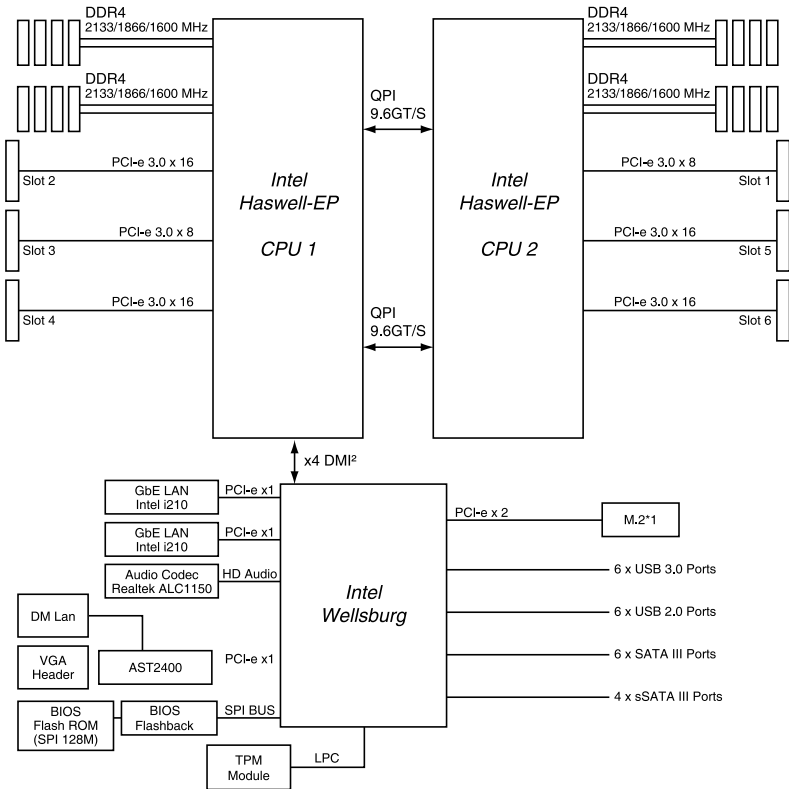 DDR4
2133/1866/1600 MHz
DDR4
2133/1866/1600 MHz
PCI-e 3.0 x 16
Slot 2
PCI-e 3.0 x 8
Slot 3
PCI-e 3.0 x 16
Slot 4
Intel
Haswell-EP
CPU 1
QPI
9.6GT/S
QPI
9.6GT/S
Intel
Haswell-EP
CPU 2
DDR4
2133/1866/1600 MHz
DDR4
2133/1866/1600 MHz
PCI-e 3.0 x 8
Slot 1
PCI-e 3.0 x 16
Slot 5
PCI-e 3.0 x 16
Slot 6
x4 DMI²
GbE LAN
Intel i210
PCI-e x1
GbE LAN
Intel i210
PCI-e x1
Audio Codec
Realtek ALC1150
HD Audio
DM Lan
VGA
Header
AST2400
PCI-e x1
BIOS
Flash ROM
(SPI 128M)
BIOS
Flashback
SPI BUS
TPM
Module
LPC
Intel
Wellsburg
PCI-e x 2
M.2*1
6 x USB 3.0 Ports
6 x USB 2.0 Ports
6 x SATA III Ports
4 x sSATA III Ports